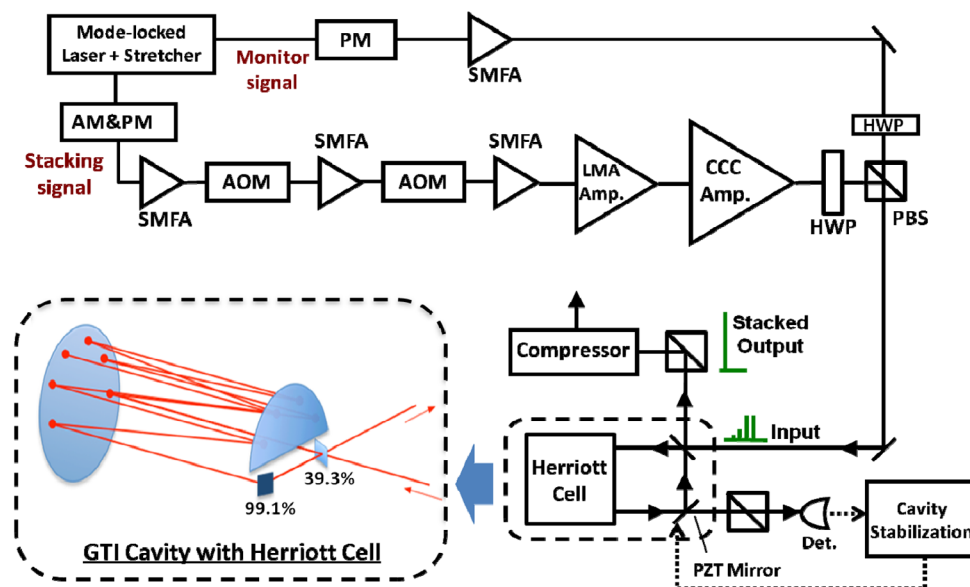 Mode-locked
Laser + Stretcher
Monitor
signal
PM
SMFA
HWP
AM&PM
Stacking
signal
SMFA
AOM
SMFA
AOM
SMFA
LMA
Amp.
CCC
Amp.
HWP
PBS
Compressor
Stacked
Output
Input
Herriott
Cell
Det.
Cavity
Stabilization
PZT Mirror
39.3%
99.1%
GTI Cavity with Herriott Cell